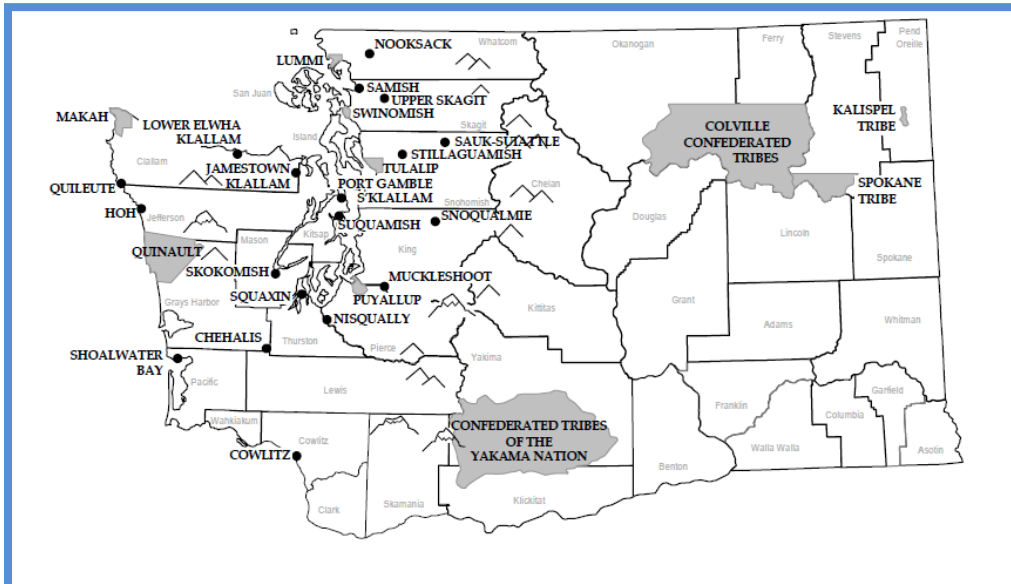 NOOKSACK
Whatcom
Okanogan
Ferry
Stevens
Pend
Oreille
LUMMI
San Juan
SAMISH
UPPER SKAGIT
SWINOMISH
Skagit
MAKAH
LOWER ELWHA
KLALLAM
Island
SAUK-SUIATTLE
STILLAGUAMISH
TULALIP
COLVILLE
CONFEDERATED
TRIBES
KALISPEL
TRIBE
Clallam
JAMESTOWN
KLALLAM
QUILEUTE
PORT GAMBLE
S'KLALLAM
Snohomish
Chelan
SPOKANE
TRIBE
HOH
Jefferson
SUQUAMISH
SNOQUALMIE
Douglas
Lincoln
Kitsap
Mason
King
QUINAULT
SKOKOMISH
Spokane
MUCKLESHOOT
SQUAXIN
PUYALLUP
Grays Harbor
Kittitas
Grant
NISQUALLY
Adams
Whitman
CHEHALIS
Thurston
Pierce
SHOALWATER
BAY
Yakima
Pacific
Lewis
Franklin
Garfield
Columbia
Wahkiakum
Cowlitz
CONFEDERATED TRIBES
OF THE
YAKAMA NATION
Walla Walla
Asotin
COWLITZ
Benton
Klickitat
Skamania
Clark